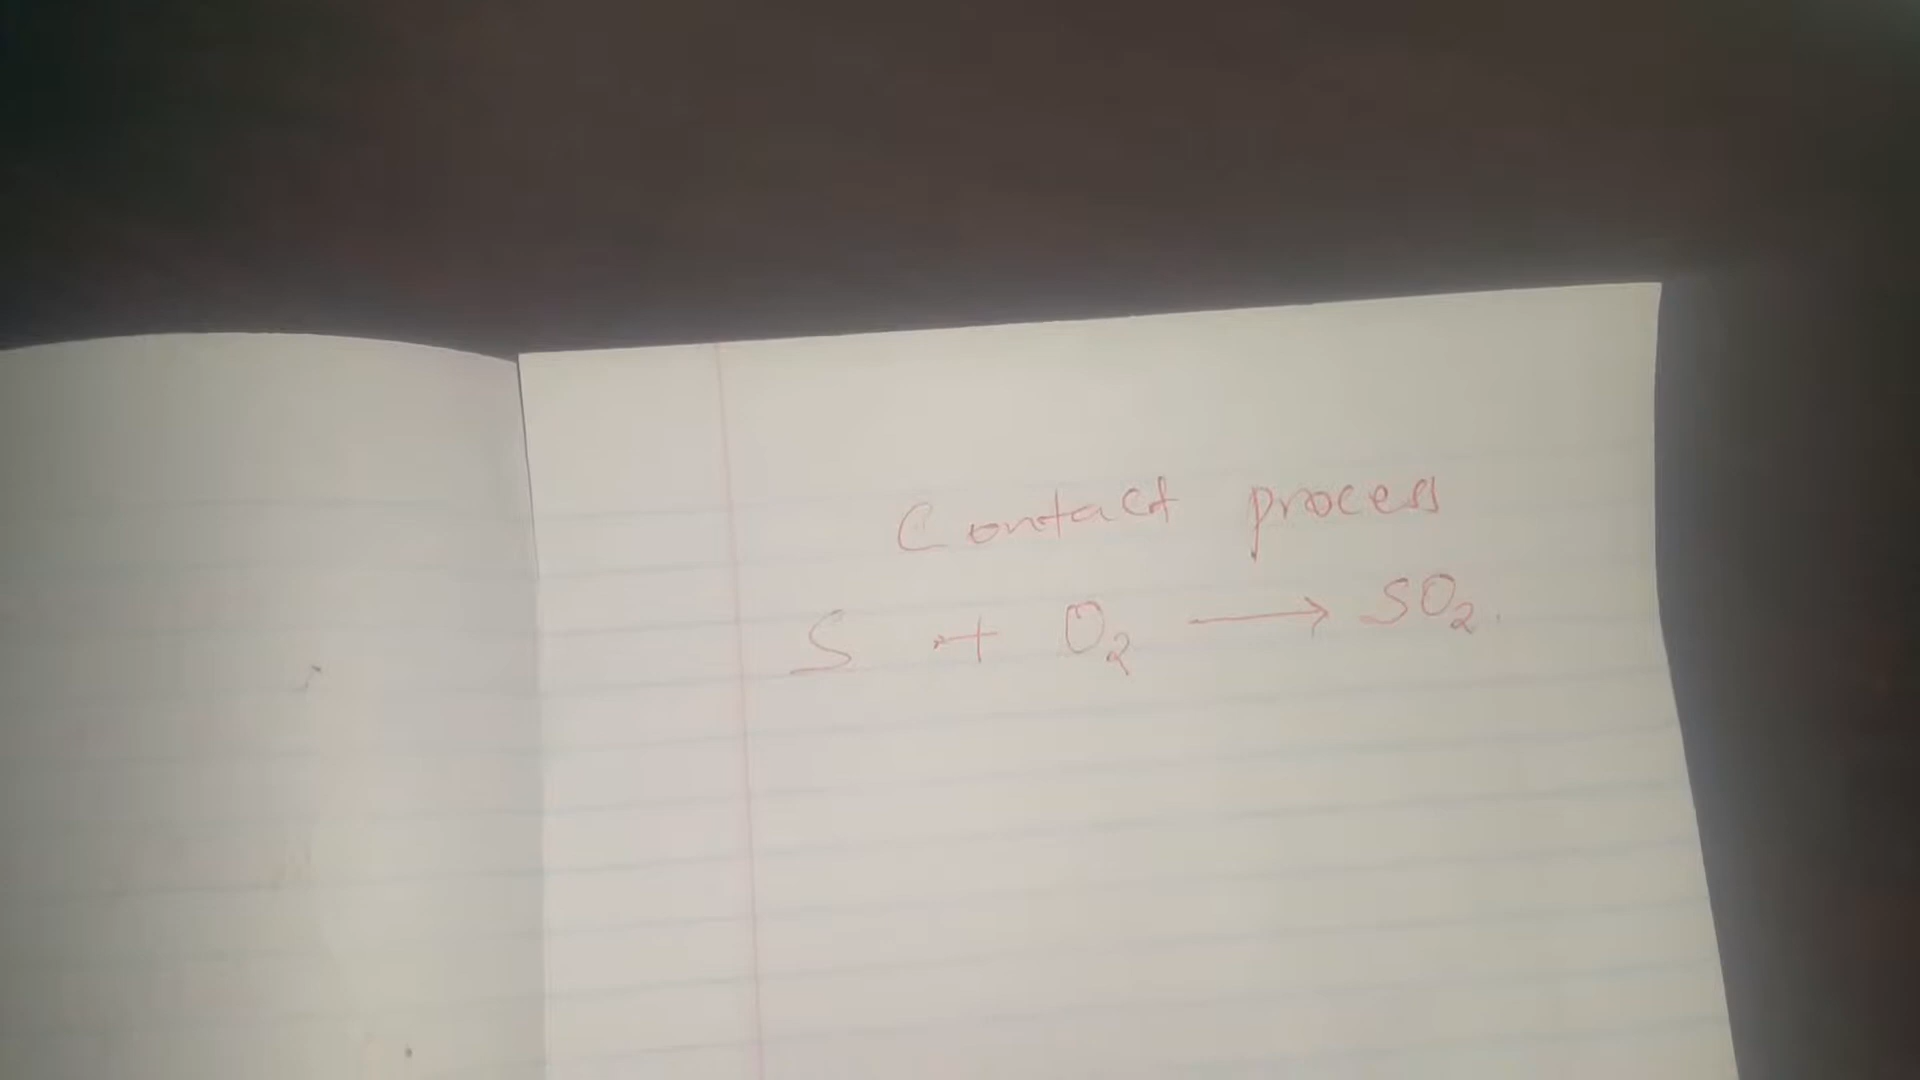 Contact process
S + O₂ → SO₂.